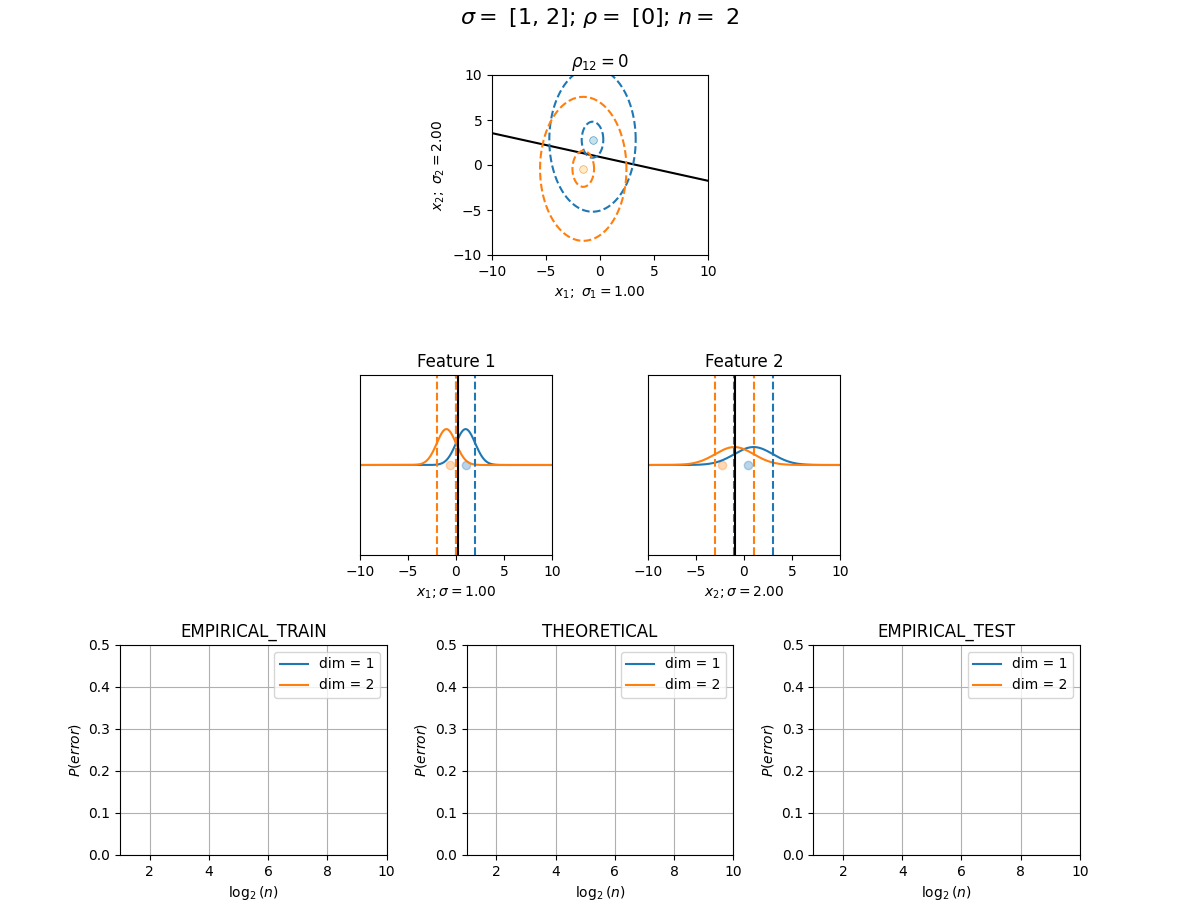 σ = [1, 2]; ρ = [0]; n = 2
ρ₁₂ = 0
10
5
0
−5
−10
x₂; σ₂ = 2.00
−10 −5 0 5 10
x₁; σ₁ = 1.00
Feature 1 Feature 2
−10 −5 0 5 10 −10 −5 0 5 10
x₁; σ = 1.00 x₂; σ = 2.00
EMPIRICAL_TRAIN THEORETICAL EMPIRICAL_TEST
0.5 0.5 0.5
dim = 1 dim = 1 dim = 1
dim = 2 dim = 2 dim = 2
0.4 0.4 0.4
0.3 0.3 0.3
0.2 0.2 0.2
0.1 0.1 0.1
0.0 0.0 0.0
P(error) P(error) P(error)
2 4 6 8 10 2 4 6 8 10 2 4 6 8 10
log₂(n) log₂(n) log₂(n)